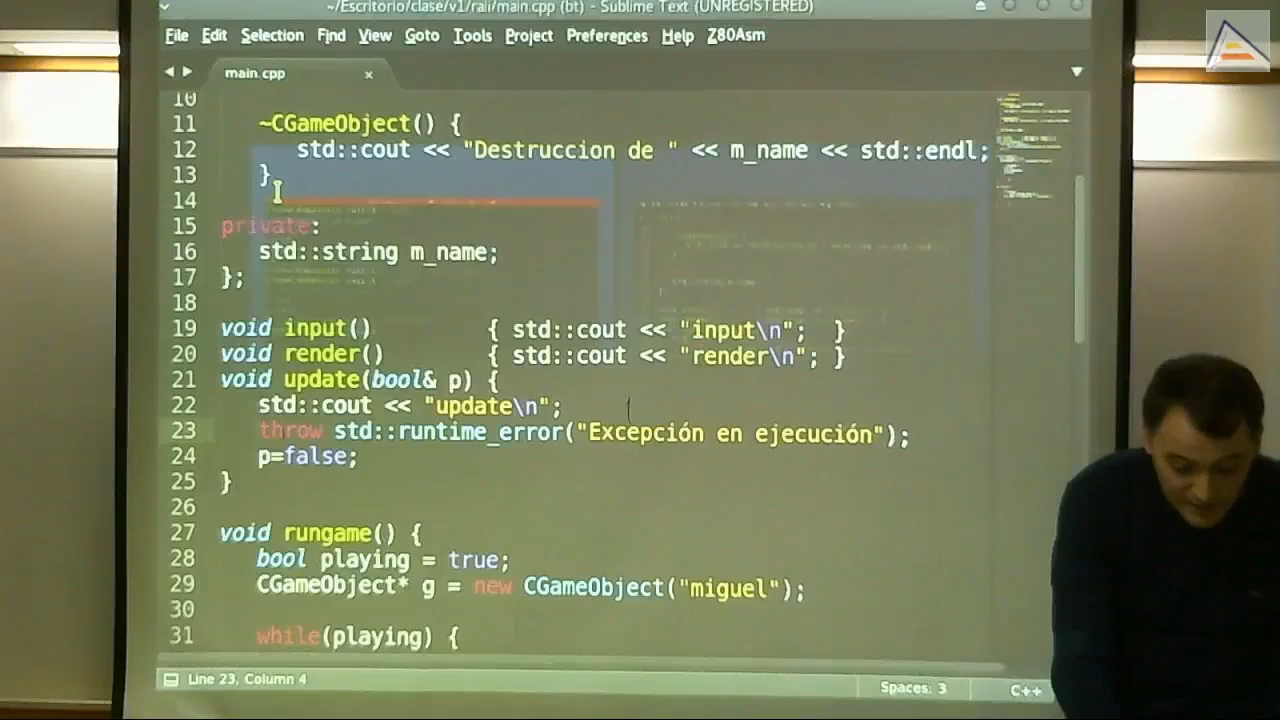 ~/Escritorio/clase/v1/raii/main.cpp (bt) - Sublime Text (UNREGISTERED)
File Edit Selection Find View Goto Tools Project Preferences Help Z80Asm
main.cpp ×
10
11 ~CGameObject() {
12 std::cout << "Destruccion de " << m_name << std::endl;
13 }
14
15 private:
16 std::string m_name;
17 };
18
19 void input() { std::cout << "input\n"; }
20 void render() { std::cout << "render\n"; }
21 void update(bool& p) {
22 std::cout << "update\n";
23 throw std::runtime_error("Excepción en ejecución");
24 p=false;
25 }
26
27 void rungame() {
28 bool playing = true;
29 CGameObject* g = new CGameObject("miguel");
30
31 while(playing) {
Line 23, Column 4
Spaces: 3
C++